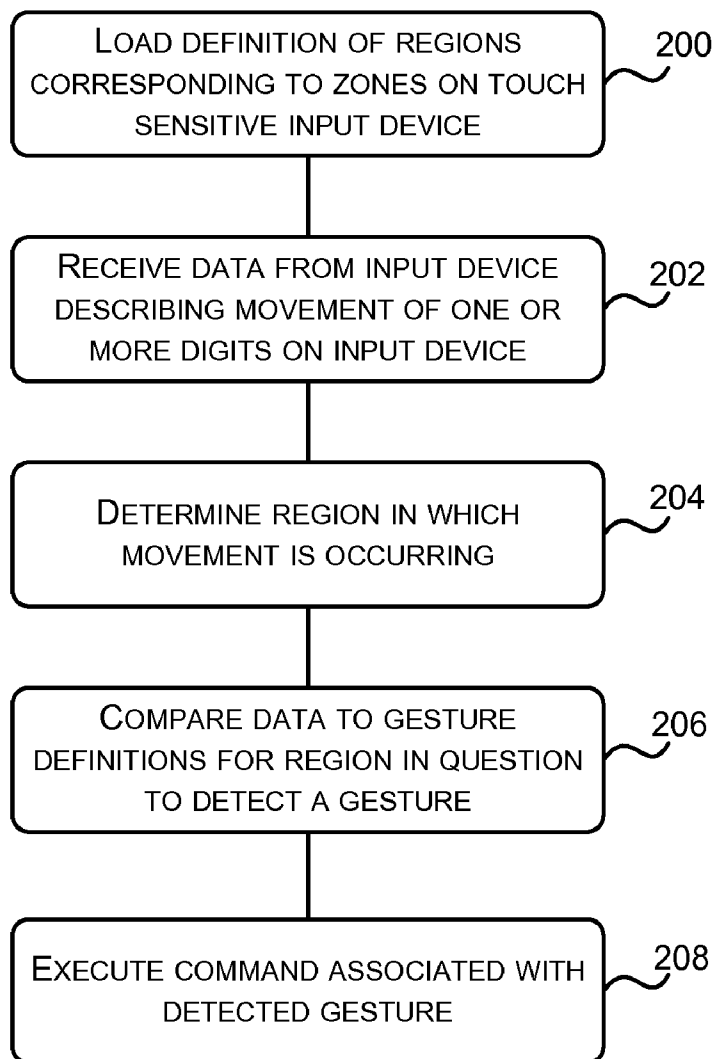 LOAD DEFINITION OF REGIONS
CORRESPONDING TO ZONES ON TOUCH
SENSITIVE INPUT DEVICE
200
RECEIVE DATA FROM INPUT DEVICE
DESCRIBING MOVEMENT OF ONE OR
MORE DIGITS ON INPUT DEVICE
202
DETERMINE REGION IN WHICH
MOVEMENT IS OCCURRING
204
COMPARE DATA TO GESTURE
DEFINITIONS FOR REGION IN QUESTION
TO DETECT A GESTURE
206
EXECUTE COMMAND ASSOCIATED WITH
DETECTED GESTURE
208